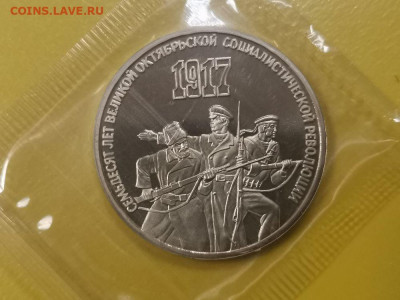 COINS.LAVE.RU
СЕМЬДЕСЯТ ЛЕТ ВЕЛИКОЙ ОКТЯБРЬСКОЙ СОЦИАЛИСТИЧЕСКОЙ РЕВОЛЮЦИИ
1917